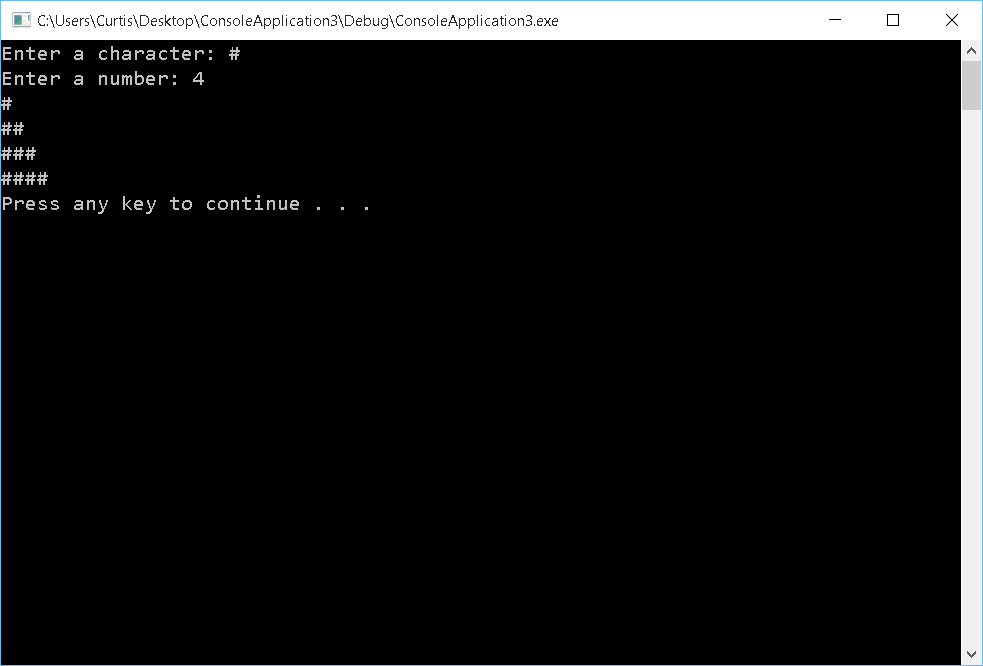 C:\Users\Curtis\Desktop\ConsoleApplication3\Debug\ConsoleApplication3.exe
Enter a character: #
Enter a number: 4
#
##
###
####
Press any key to continue . . .